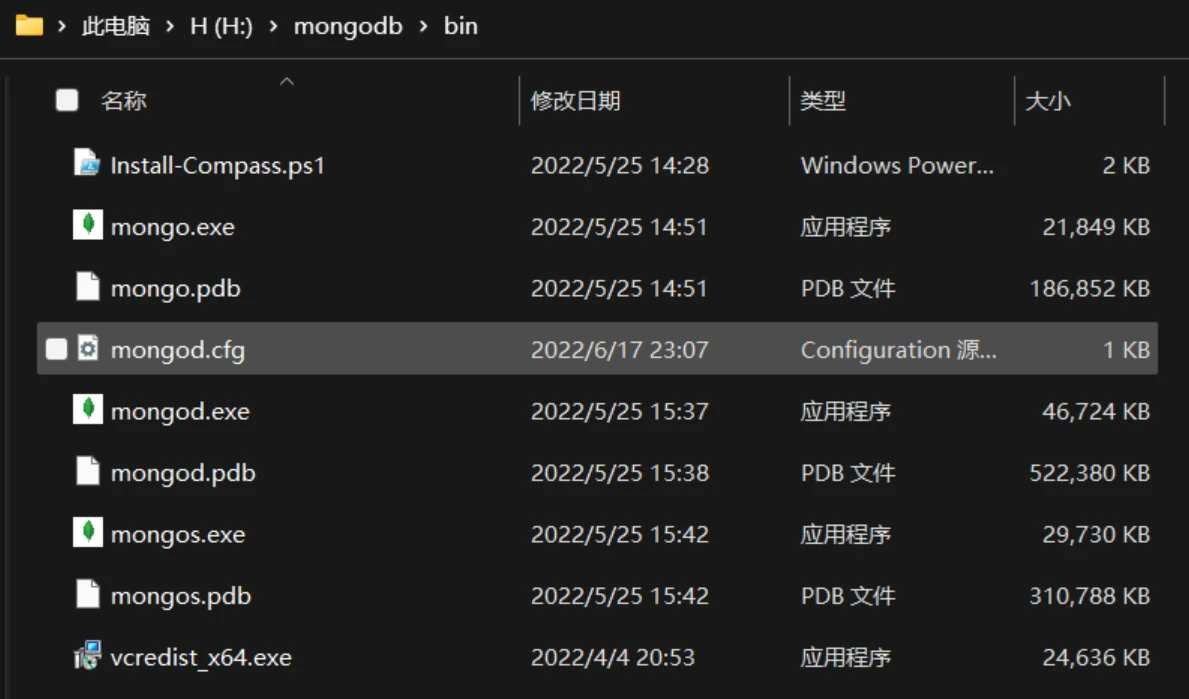 此电脑 › H (H:) › mongodb › bin
名称 修改日期 类型 大小
Install-Compass.ps1 2022/5/25 14:28 Windows Power... 2 KB
mongo.exe 2022/5/25 14:51 应用程序 21,849 KB
mongo.pdb 2022/5/25 14:51 PDB 文件 186,852 KB
mongod.cfg 2022/6/17 23:07 Configuration 源... 1 KB
mongod.exe 2022/5/25 15:37 应用程序 46,724 KB
mongod.pdb 2022/5/25 15:38 PDB 文件 522,380 KB
mongos.exe 2022/5/25 15:42 应用程序 29,730 KB
mongos.pdb 2022/5/25 15:42 PDB 文件 310,788 KB
vcredist_x64.exe 2022/4/4 20:53 应用程序 24,636 KB